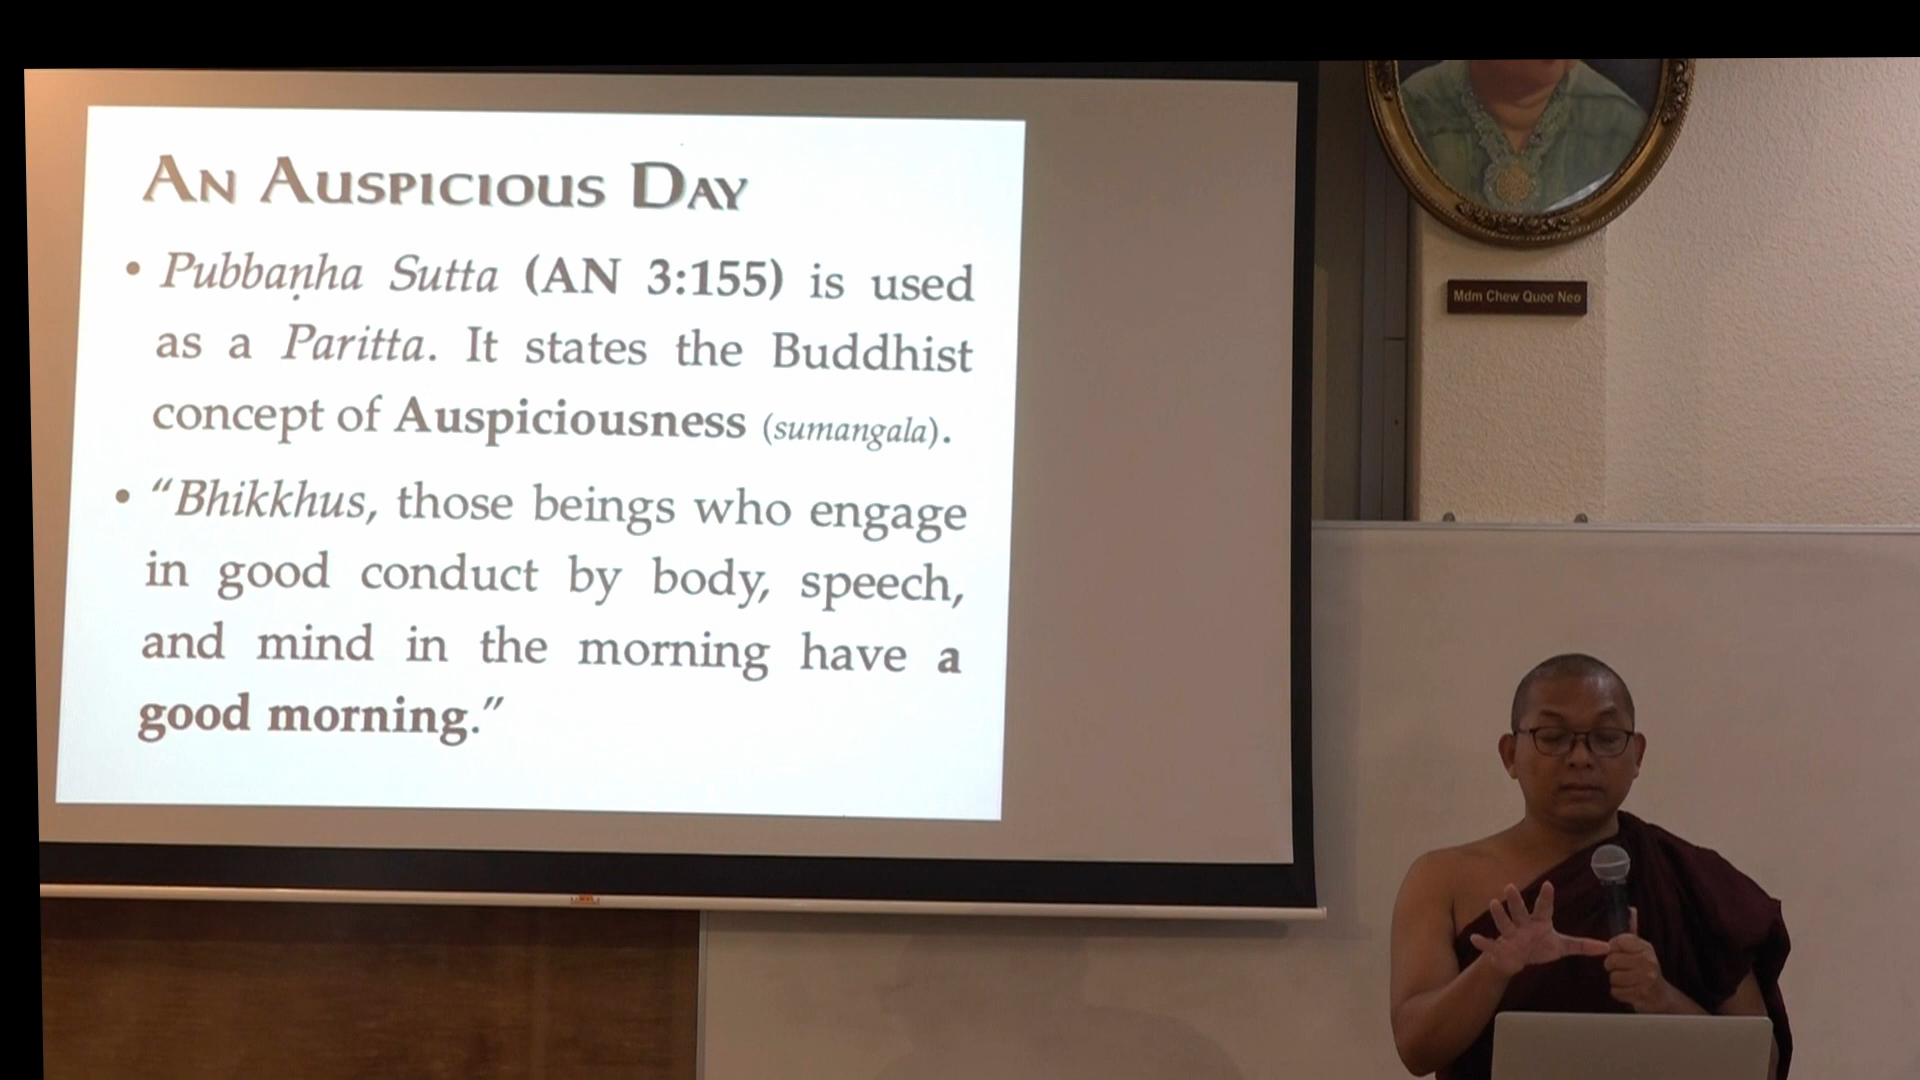 An Auspicious Day
• Pubbaṇha Sutta (AN 3:155) is used
as a Paritta. It states the Buddhist
concept of Auspiciousness (sumangala).
• “Bhikkhus, those beings who engage
in good conduct by body, speech,
and mind in the morning have a
good morning.”
Mdm Chew Quee Neo